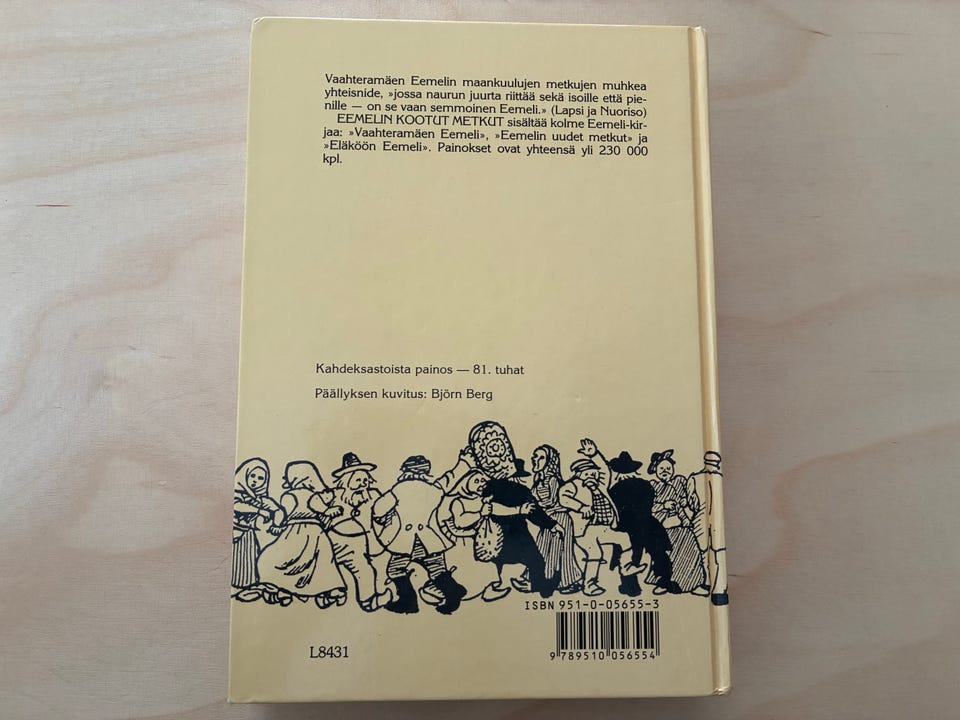 Vaahteramäen Eemelin maankuulujen metkujen muhkea
yhteisnide, »jossa naurun juurta riittää sekä isoille että pie-
nille — on se vaan semmoinen Eemeli.» (Lapsi ja Nuoriso)
EEMELIN KOOTUT METKUT sisältää kolme Eemeli-kir-
jaa: »Vaahteramäen Eemeli», »Eemelin uudet metkut» ja
»Eläköön Eemeli». Painokset ovat yhteensä yli 230 000
kpl.
Kahdeksastoista painos — 81. tuhat
Päällyksen kuvitus: Björn Berg
ISBN 951-0-05655-3
L8431
9 789510 056554